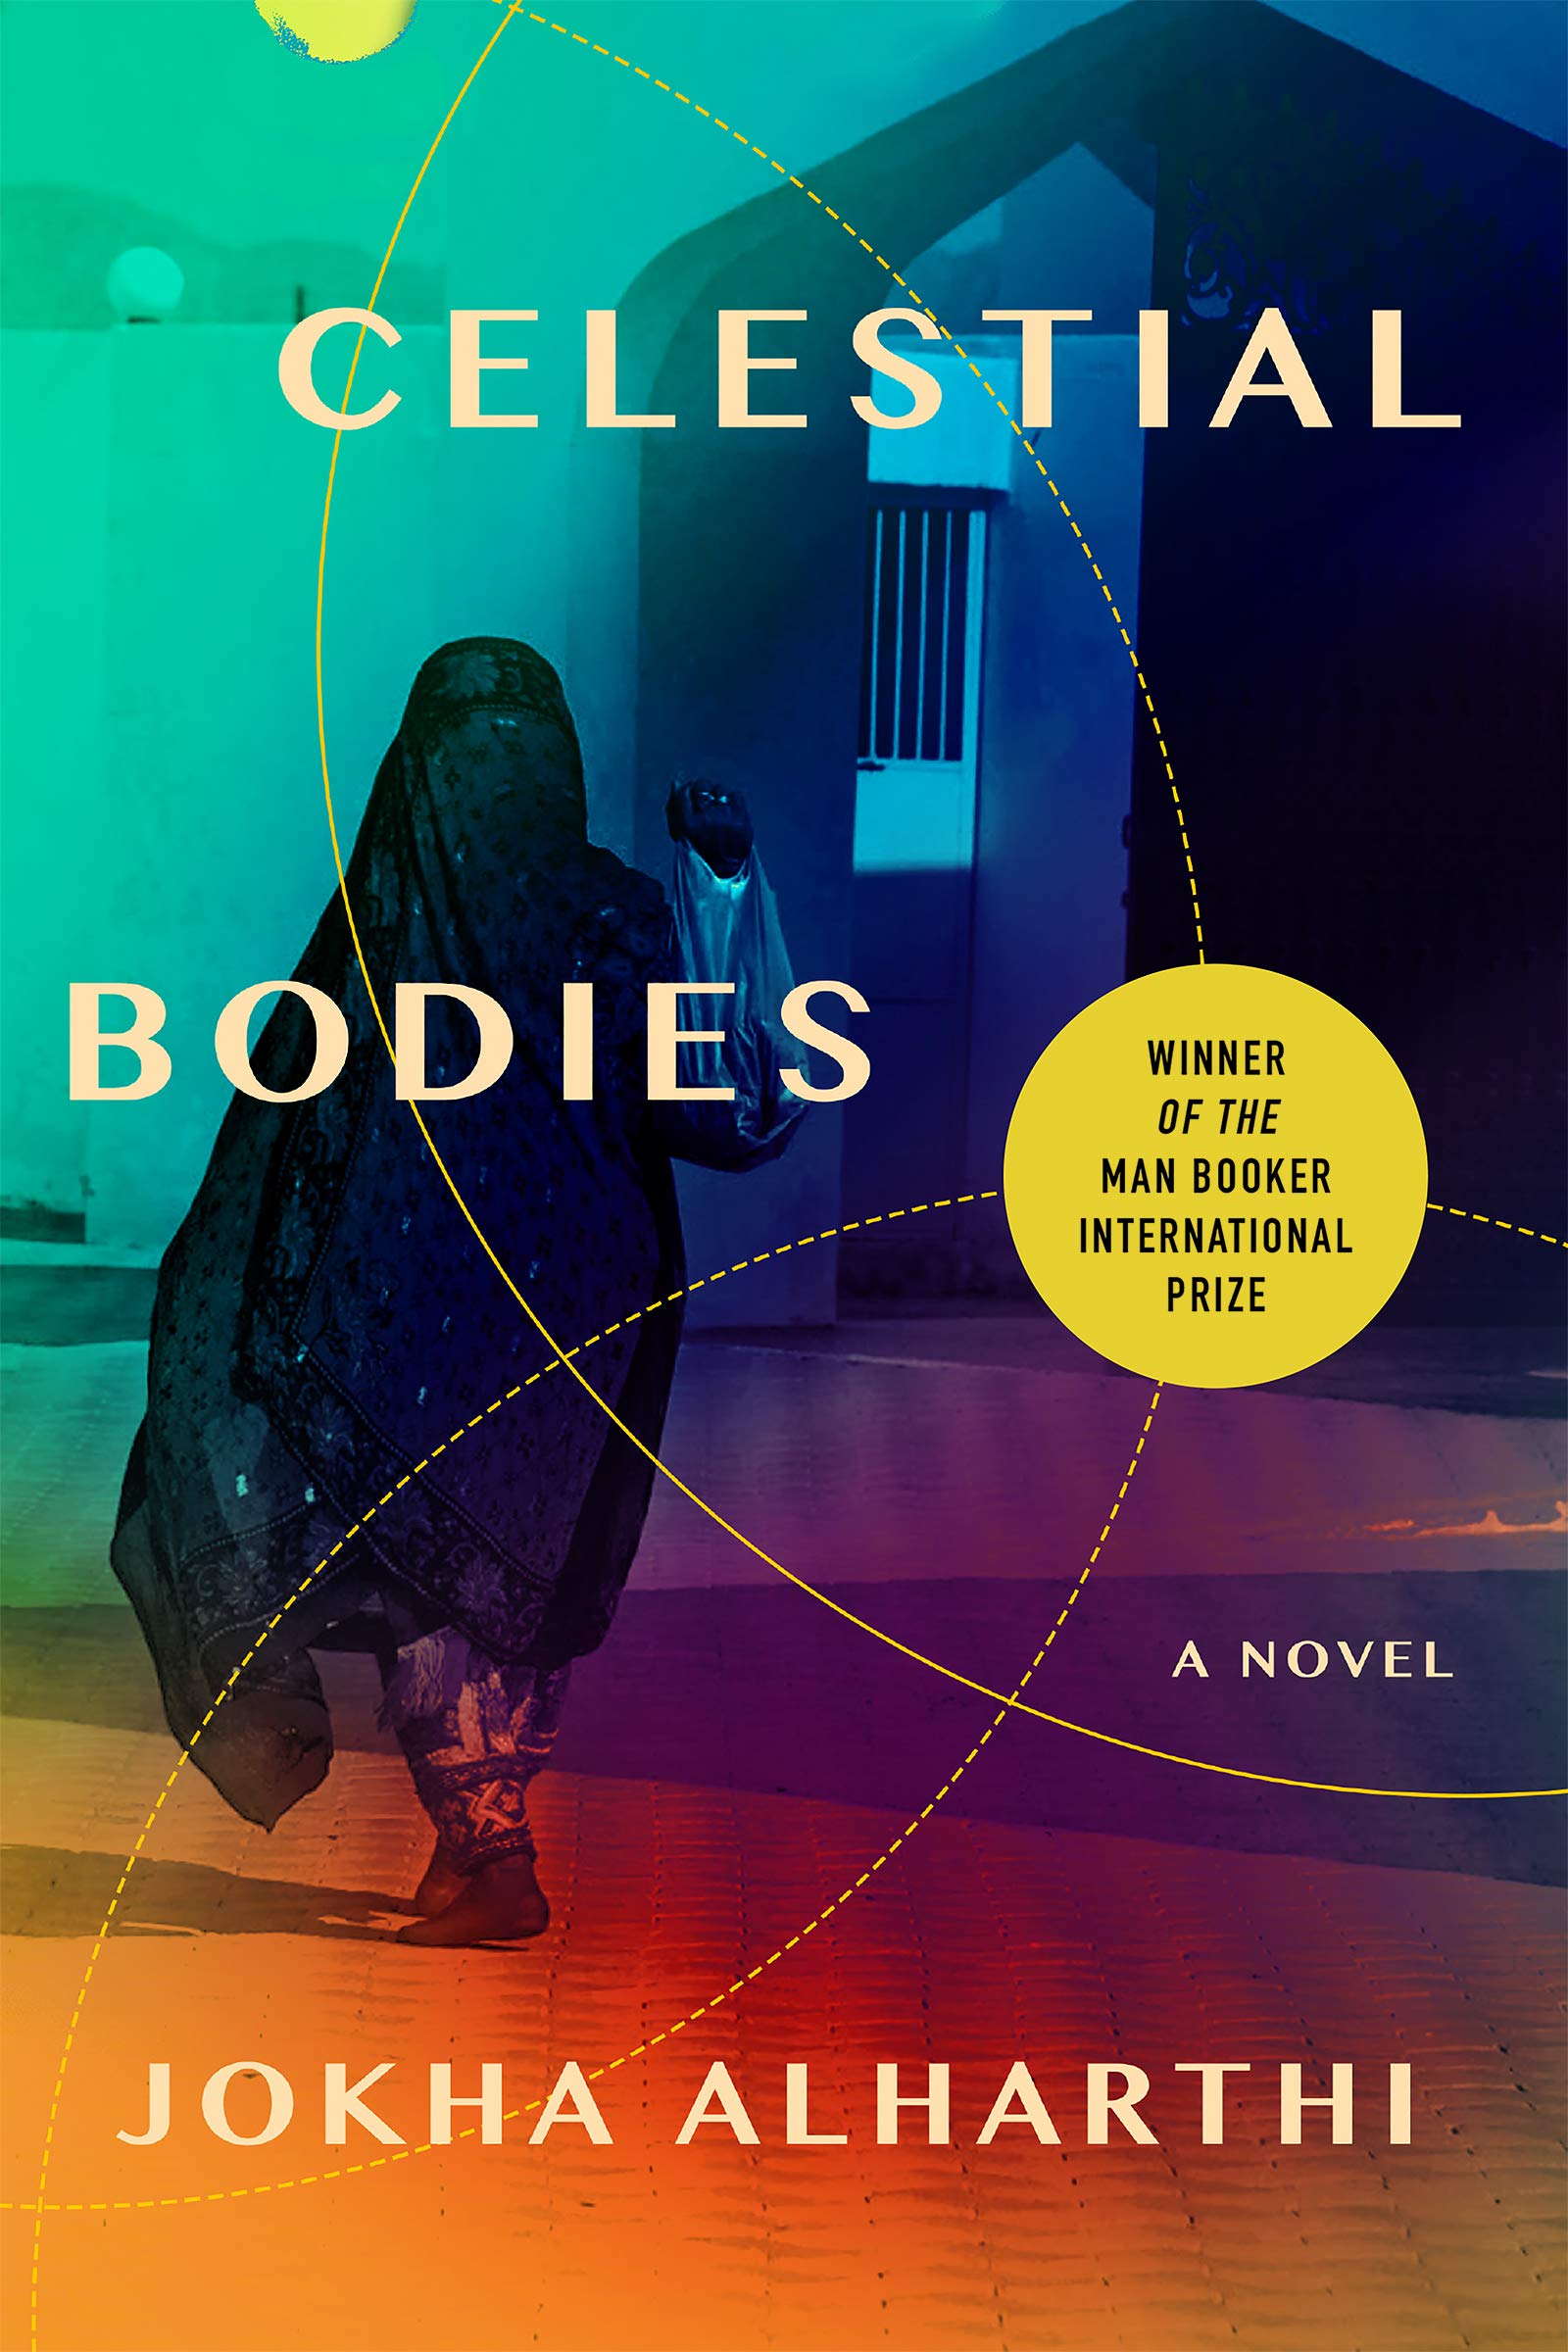 CELESTIAL
BODIES
WINNER
OF THE
MAN BOOKER
INTERNATIONAL
PRIZE
A NOVEL
JOKHA ALHARTHI